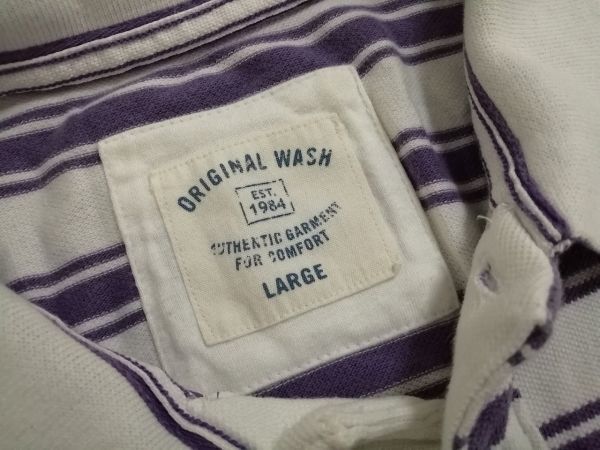 ORIGINAL WASH
EST.
1984
AUTHENTIC GARMENT
FOR COMFORT
LARGE